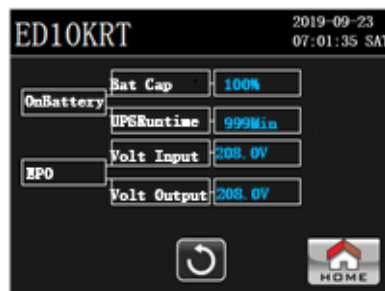 ED10KRT
2019-09-23
07:01:35 SAT
OnBattery
Bat Cap 100%
UPSRuntime 999Min
EPO
Volt Input 208.0V
Volt Output 208.0V
HOME